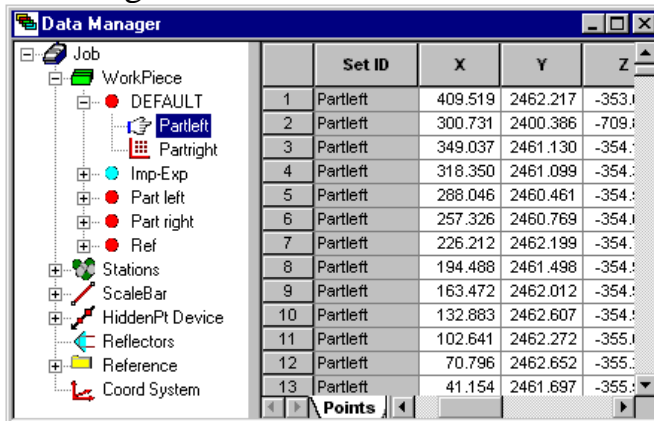 Data Manager
Job
WorkPiece
DEFAULT
Partleft
Partright
Imp-Exp
Part left
Part right
Ref
Stations
ScaleBar
HiddenPt Device
Reflectors
Reference
Coord System
Set ID X Y Z
1 Partleft 409.519 2462.217
2 Partleft 300.731 2400.386
3 Partleft 349.037 2461.130
4 Partleft 318.350 2461.099
5 Partleft 288.046 2460.461
6 Partleft 257.326 2460.769
7 Partleft 226.212 2462.199
8 Partleft 194.488 2461.498
9 Partleft 163.472 2462.012
10 Partleft 132.883 2462.607
11 Partleft 102.641 2462.272
12 Partleft 70.796 2462.652
13 Partleft 41.154 2461.697
Points